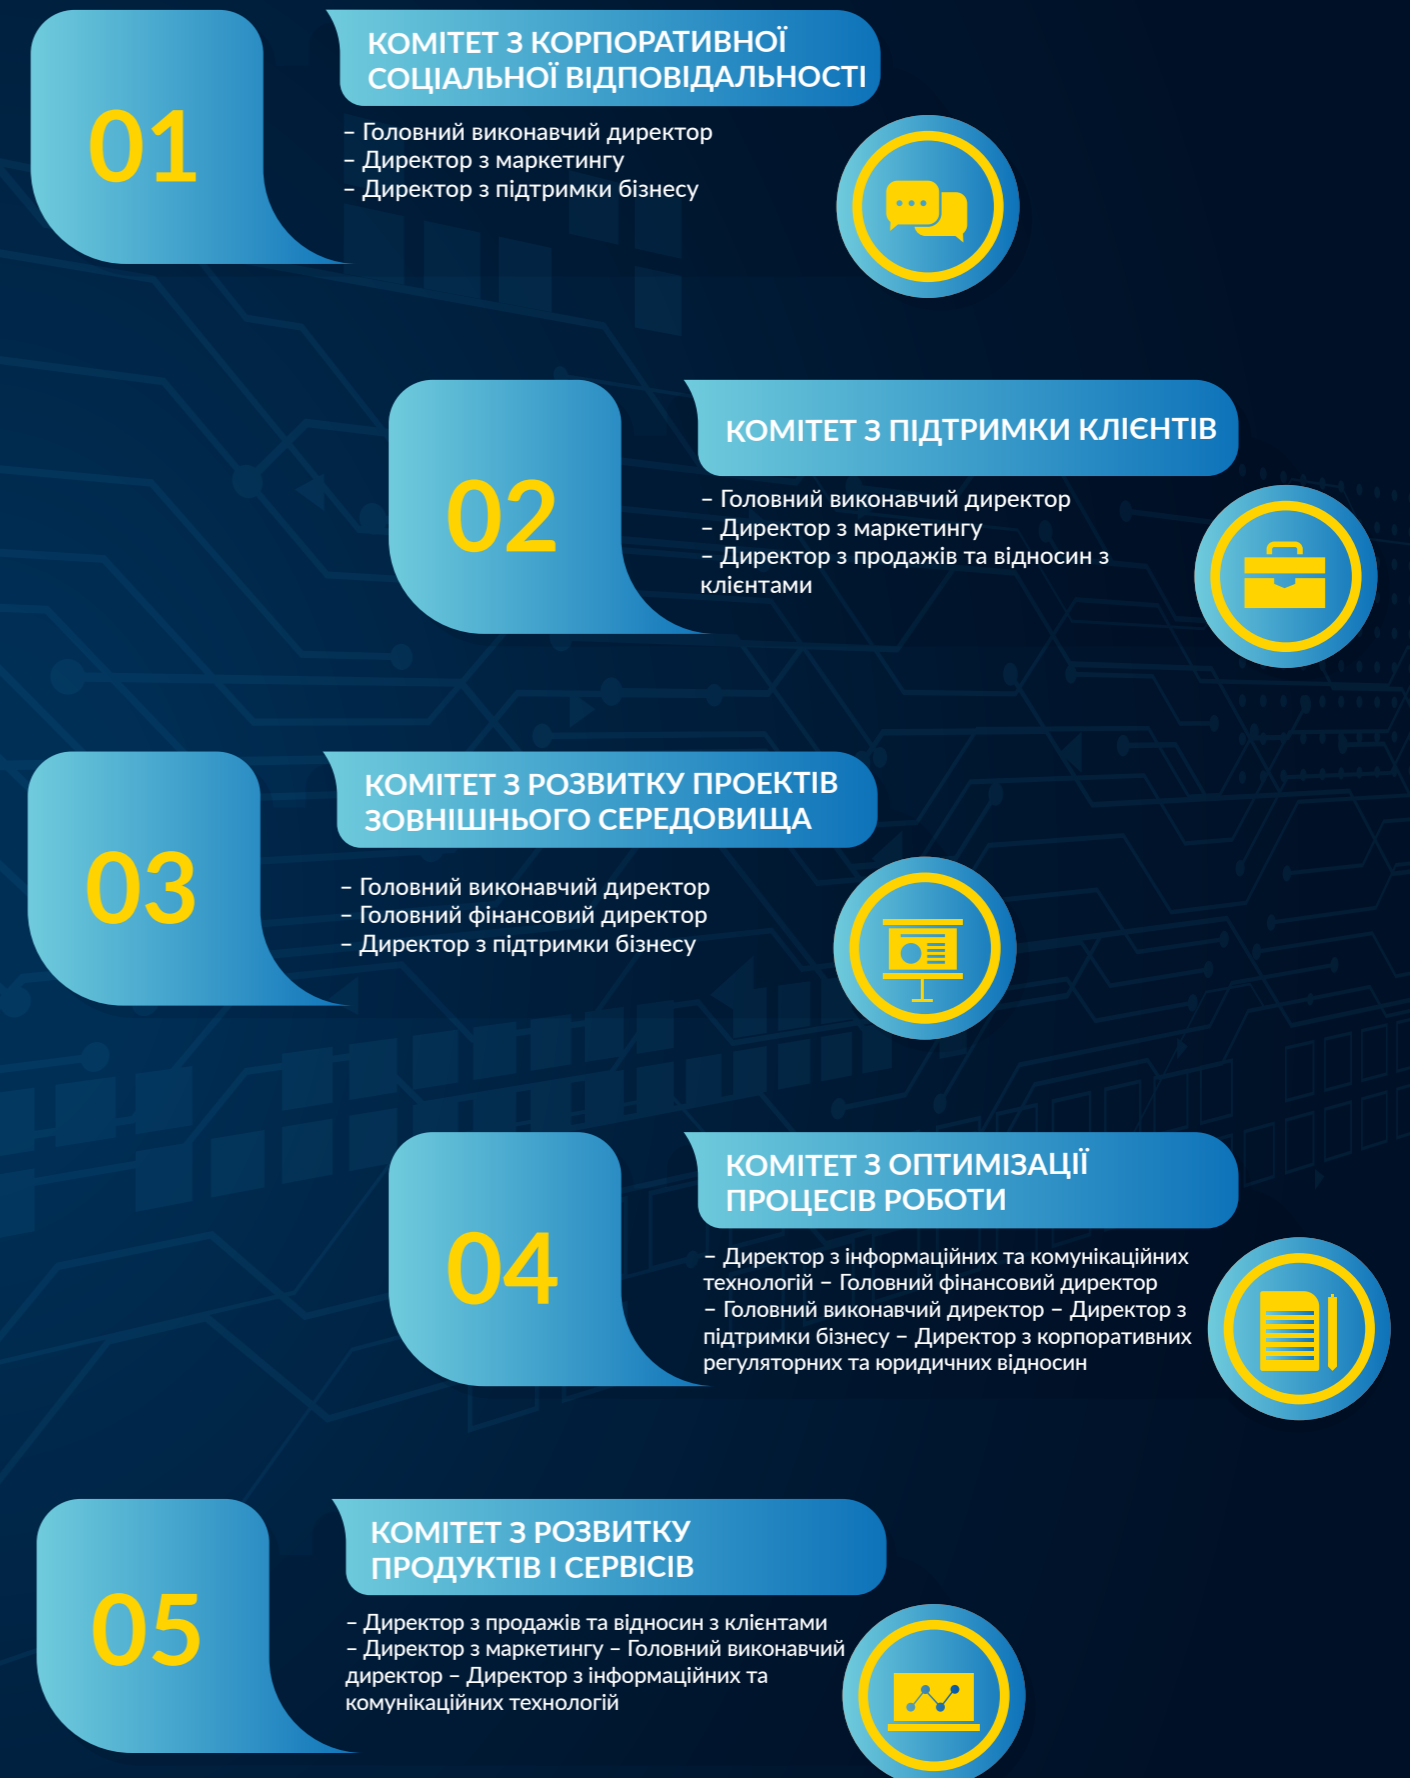 01
КОМІТЕТ З КОРПОРАТИВНОЇ
СОЦІАЛЬНОЇ ВІДПОВІДАЛЬНОСТІ
– Головний виконавчий директор
– Директор з маркетингу
– Директор з підтримки бізнесу
02
КОМІТЕТ З ПІДТРИМКИ КЛІЄНТІВ
– Головний виконавчий директор
– Директор з маркетингу
– Директор з продажів та відносин з
клієнтами
03
КОМІТЕТ З РОЗВИТКУ ПРОЕКТІВ
ЗОВНІШНЬОГО СЕРЕДОВИЩА
– Головний виконавчий директор
– Головний фінансовий директор
– Директор з підтримки бізнесу
04
КОМІТЕТ З ОПТИМІЗАЦІЇ
ПРОЦЕСІВ РОБОТИ
– Директор з інформаційних та комунікаційних
технологій – Головний фінансовий директор
– Головний виконавчий директор – Директор з
підтримки бізнесу – Директор з корпоративних
регуляторних та юридичних відносин
05
КОМІТЕТ З РОЗВИТКУ
ПРОДУКТІВ І СЕРВІСІВ
– Директор з продажів та відносин з клієнтами
– Директор з маркетингу – Головний виконавчий
директор – Директор з інформаційних та
комунікаційних технологій